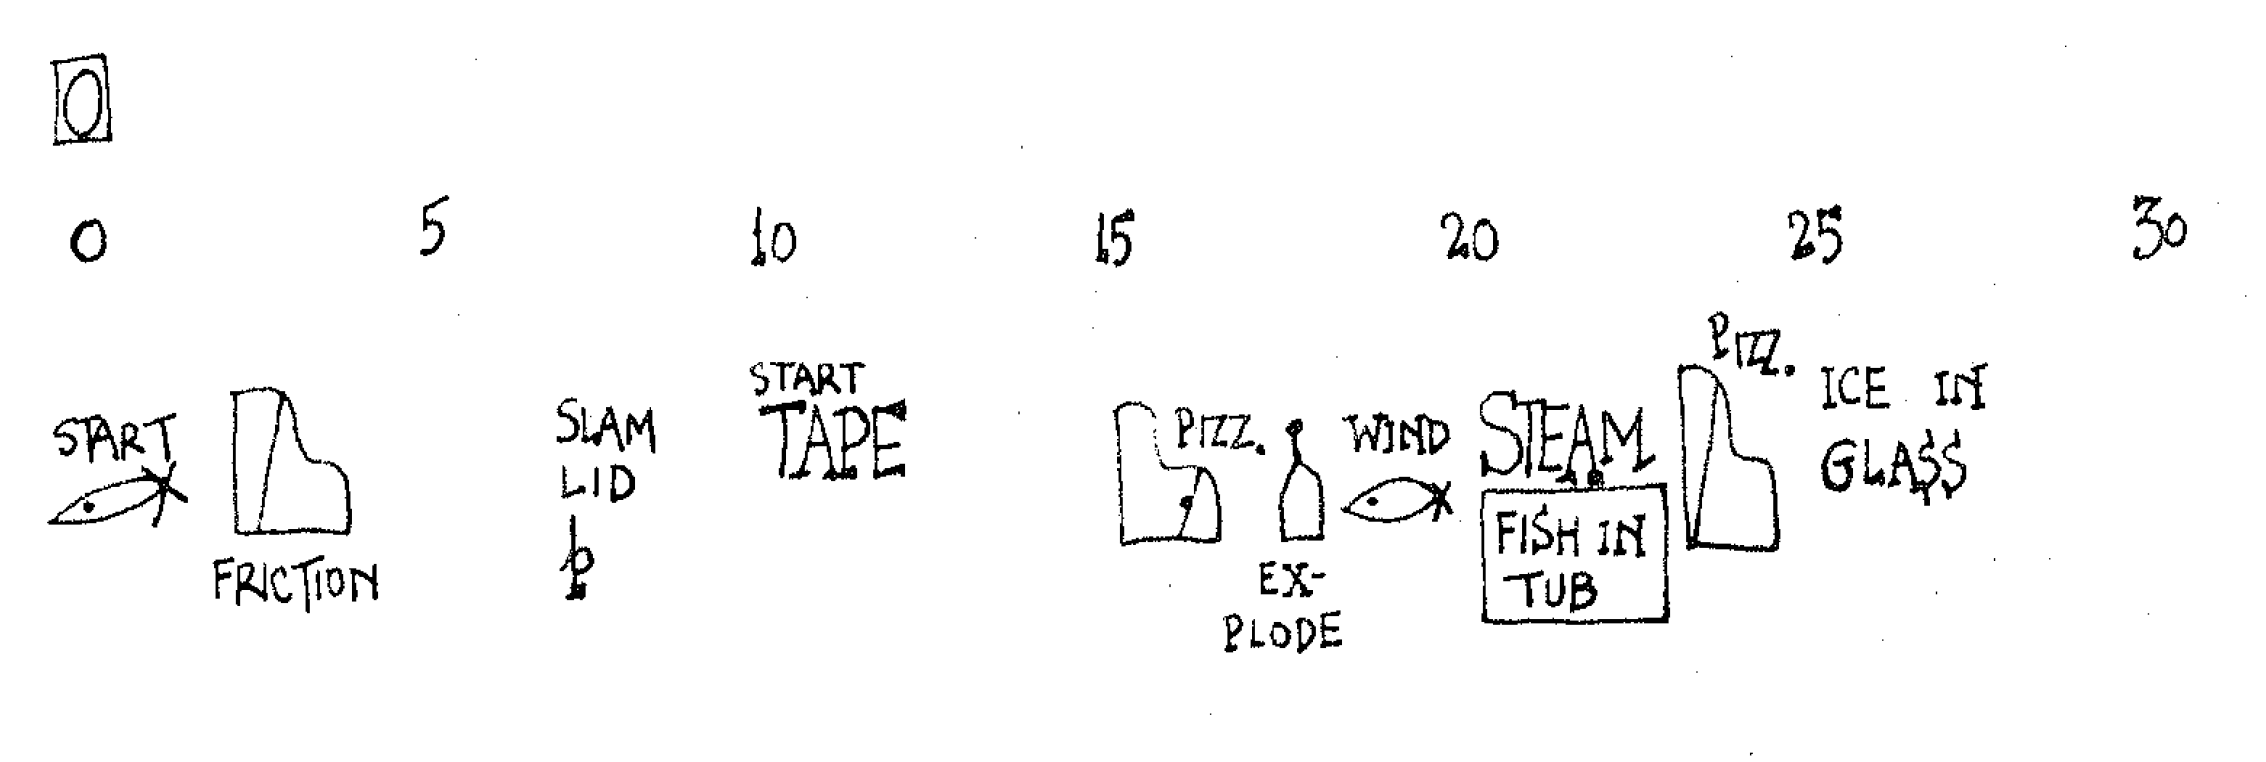 0
0 5 10 15 20 25 30
START
FRICTION
SLAM
LID
p
START
TAPE
PIZZ.
EX-
PLODE
WIND
STEAM
FISH IN
TUB
PIZZ.
ICE IN
GLASS